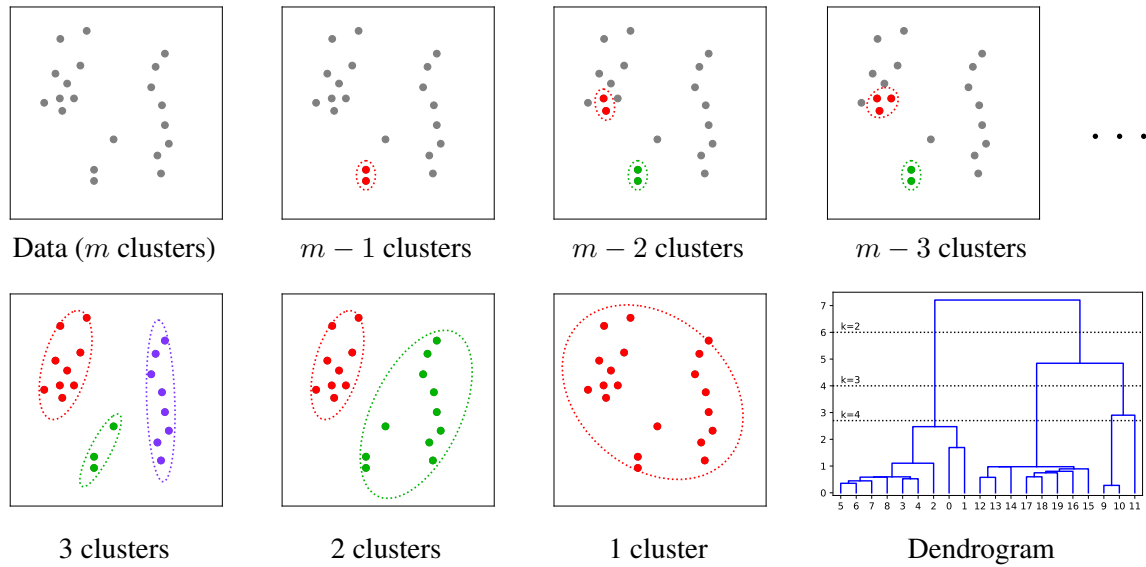 Data (m clusters)
m − 1 clusters
m − 2 clusters
m − 3 clusters
. . .
7
6
5
4
3
2
1
0
k=2
k=3
k=4
5 6 7 8 3 4 2 0 1 12 13 14 17 18 19 16 15 9 10 11
3 clusters
2 clusters
1 cluster
Dendrogram